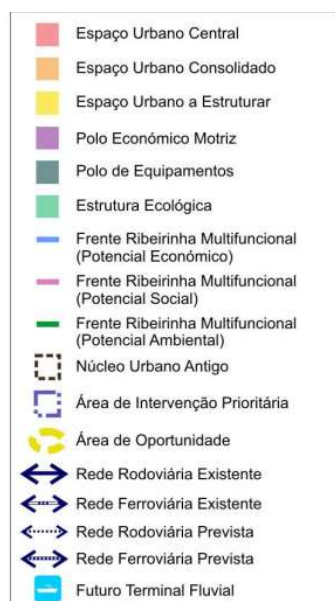 Espaço Urbano Central
Espaço Urbano Consolidado
Espaço Urbano a Estruturar
Polo Económico Motriz
Polo de Equipamentos
Estrutura Ecológica
Frente Ribeirinha Multifuncional
(Potencial Económico)
Frente Ribeirinha Multifuncional
(Potencial Social)
Frente Ribeirinha Multifuncional
(Potencial Ambiental)
Núcleo Urbano Antigo
Área de Intervenção Prioritária
Área de Oportunidade
Rede Rodoviária Existente
Rede Ferroviária Existente
Rede Rodoviária Prevista
Rede Ferroviária Prevista
Futuro Terminal Fluvial